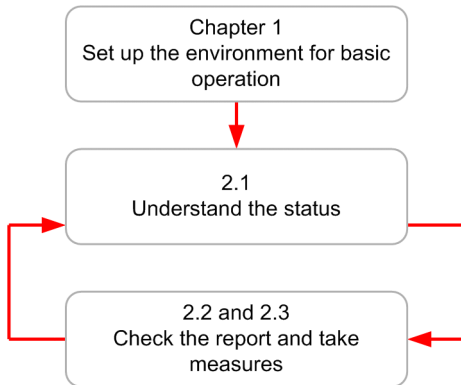 Chapter 1
Set up the environment for basic
operation
2.1
Understand the status
2.2 and 2.3
Check the report and take
measures